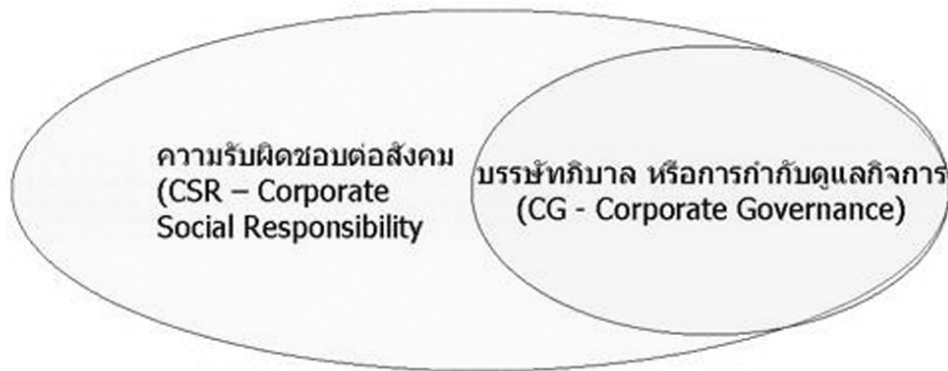 ความรับผิดชอบต่อสังคม
(CSR – Corporate
Social Responsibility
บรรษัทภิบาล หรือการกำกับดูแลกิจการ
(CG - Corporate Governance)